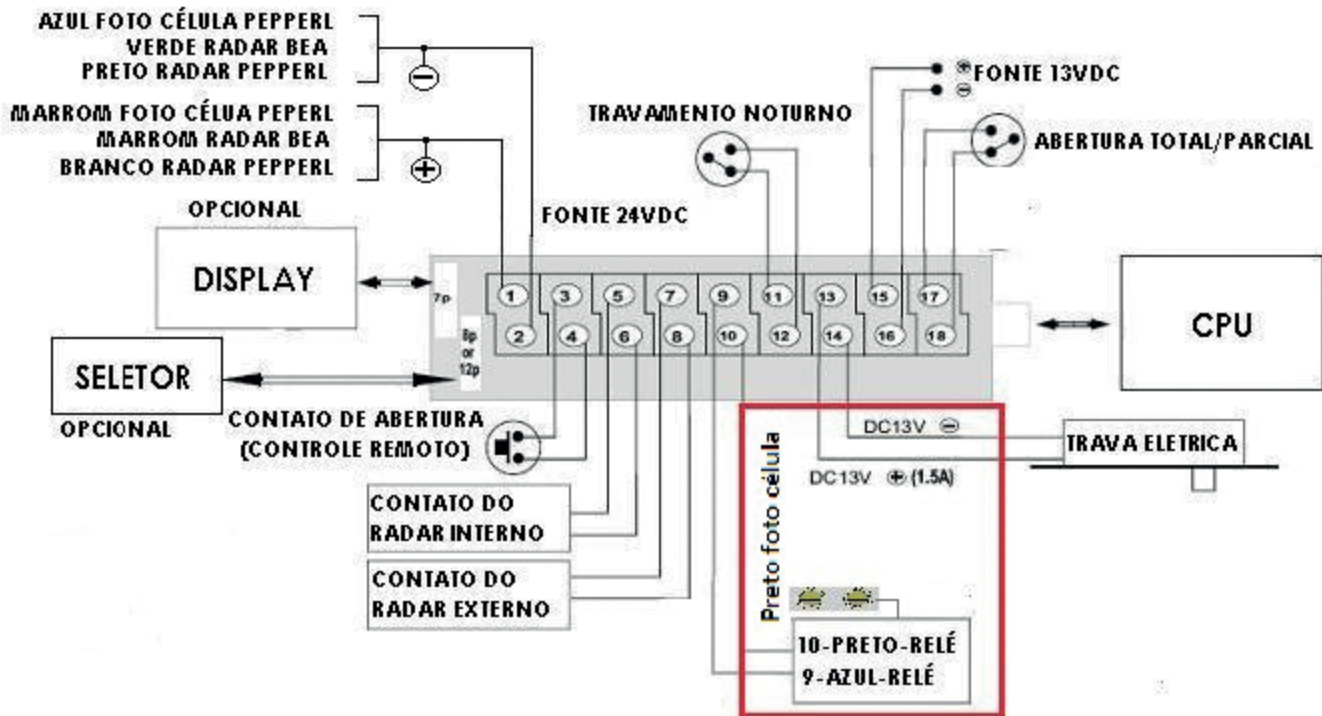 AZUL FOTO CÉLULA PEPPERL
VERDE RADAR BEA
PRETO RADAR PEPPERL
MARROM FOTO CÉLUA PEPERL
MARROM RADAR BEA
BRANCO RADAR PEPPERL
TRAVAMENTO NOTURNO
FONTE 13VDC
ABERTURA TOTAL/PARCIAL
OPCIONAL
FONTE 24VDC
DISPLAY
7p
8p
or
12p
1 3 5 7 9 11 13 15 17
2 4 6 8 10 12 14 16 18
CPU
SELETOR
OPCIONAL
CONTATO DE ABERTURA
(CONTROLE REMOTO)
DC13V ⊖
DC13V ⊕ (1.5A)
TRAVA ELETRICA
CONTATO DO
RADAR INTERNO
CONTATO DO
RADAR EXTERNO
Preto foto célula
10-PRETO-RELÉ
9-AZUL-RELÉ